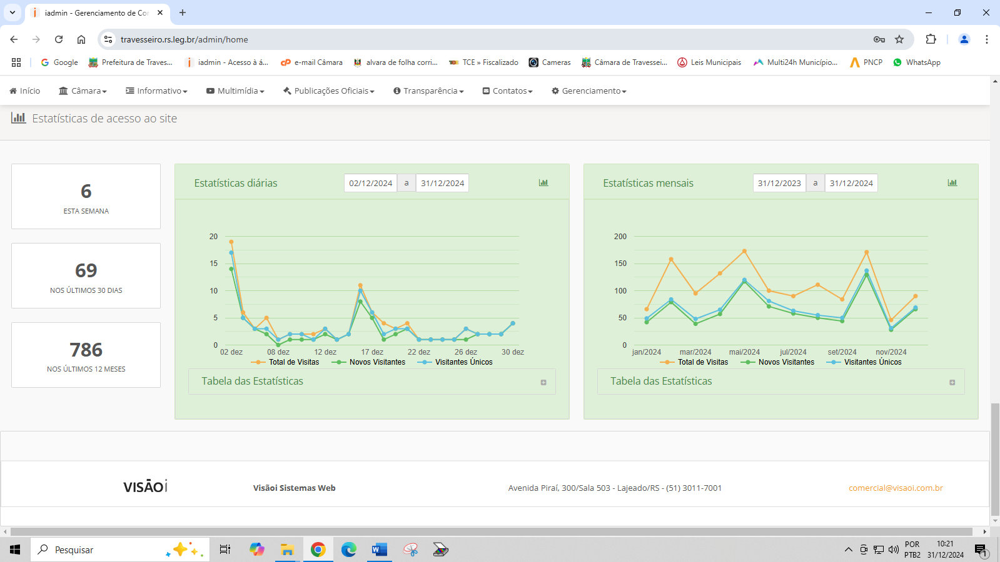 iadmin - Gerenciamento de Co
travesseiro.rs.leg.br/admin/home
Google
Prefeitura de Traves...
iadmin - Acesso à á...
e-mail Câmara
alvara de folha corri...
TCE » Fiscalizado
Cameras
Câmara de Travessei...
Leis Municipais
Multi24h Município...
PNCP
WhatsApp
Início
Câmara
Informativo
Multimídia
Publicações Oficiais
Transparência
Contatos
Gerenciamento
Estatísticas de acesso ao site
6
ESTA SEMANA
69
NOS ÚLTIMOS 30 DIAS
786
NOS ÚLTIMOS 12 MESES
Estatísticas diárias
02/12/2024 a 31/12/2024
20
15
10
5
0
02 dez 08 dez 12 dez 17 dez 22 dez 26 dez 30 dez
Total de Visitas Novos Visitantes Visitantes Únicos
Tabela das Estatísticas
Estatísticas mensais
31/12/2023 a 31/12/2024
200
150
100
50
0
jan/2024 mar/2024 mai/2024 jul/2024 set/2024 nov/2024
Total de Visitas Novos Visitantes Visitantes Únicos
Tabela das Estatísticas
VISÃOi
Visãoi Sistemas Web
Avenida Piraí, 300/Sala 503 - Lajeado/RS - (51) 3011-7001
comercial@visaoi.com.br
Pesquisar
POR
PTB2
10:21
31/12/2024
1